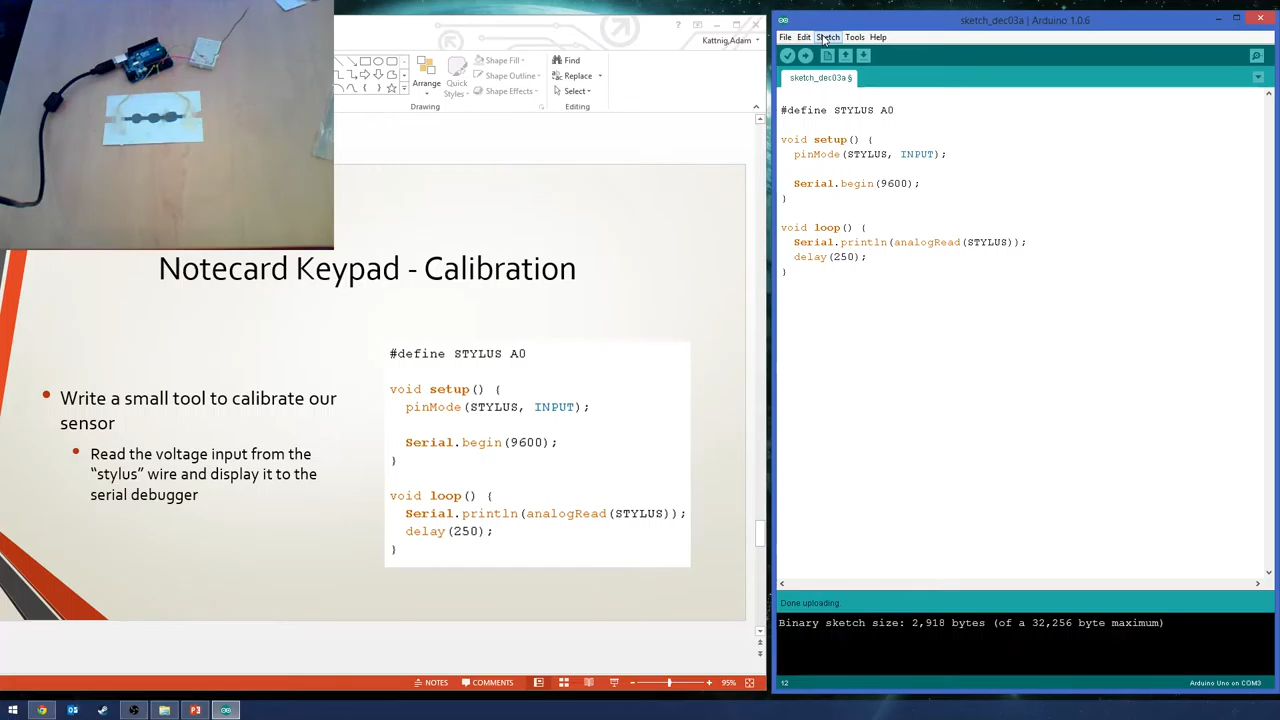 Kattnig,Adam
Arrange
Quick
Styles
Shape Fill
Shape Outline
Shape Effects
Find
Replace
Select
Drawing
Editing
Notecard Keypad - Calibration
• Write a small tool to calibrate our
sensor
• Read the voltage input from the
“stylus” wire and display it to the
serial debugger
#define STYLUS A0
void setup() {
pinMode(STYLUS, INPUT);
Serial.begin(9600);
}
void loop() {
Serial.println(analogRead(STYLUS));
delay(250);
}
NOTES
COMMENTS
95%
sketch_dec03a | Arduino 1.0.6
File Edit Sketch Tools Help
sketch_dec03a §
#define STYLUS A0
void setup() {
pinMode(STYLUS, INPUT);
Serial.begin(9600);
}
void loop() {
Serial.println(analogRead(STYLUS));
delay(250);
}
Done uploading.
Binary sketch size: 2,918 bytes (of a 32,256 byte maximum)
12
Arduino Uno on COM3